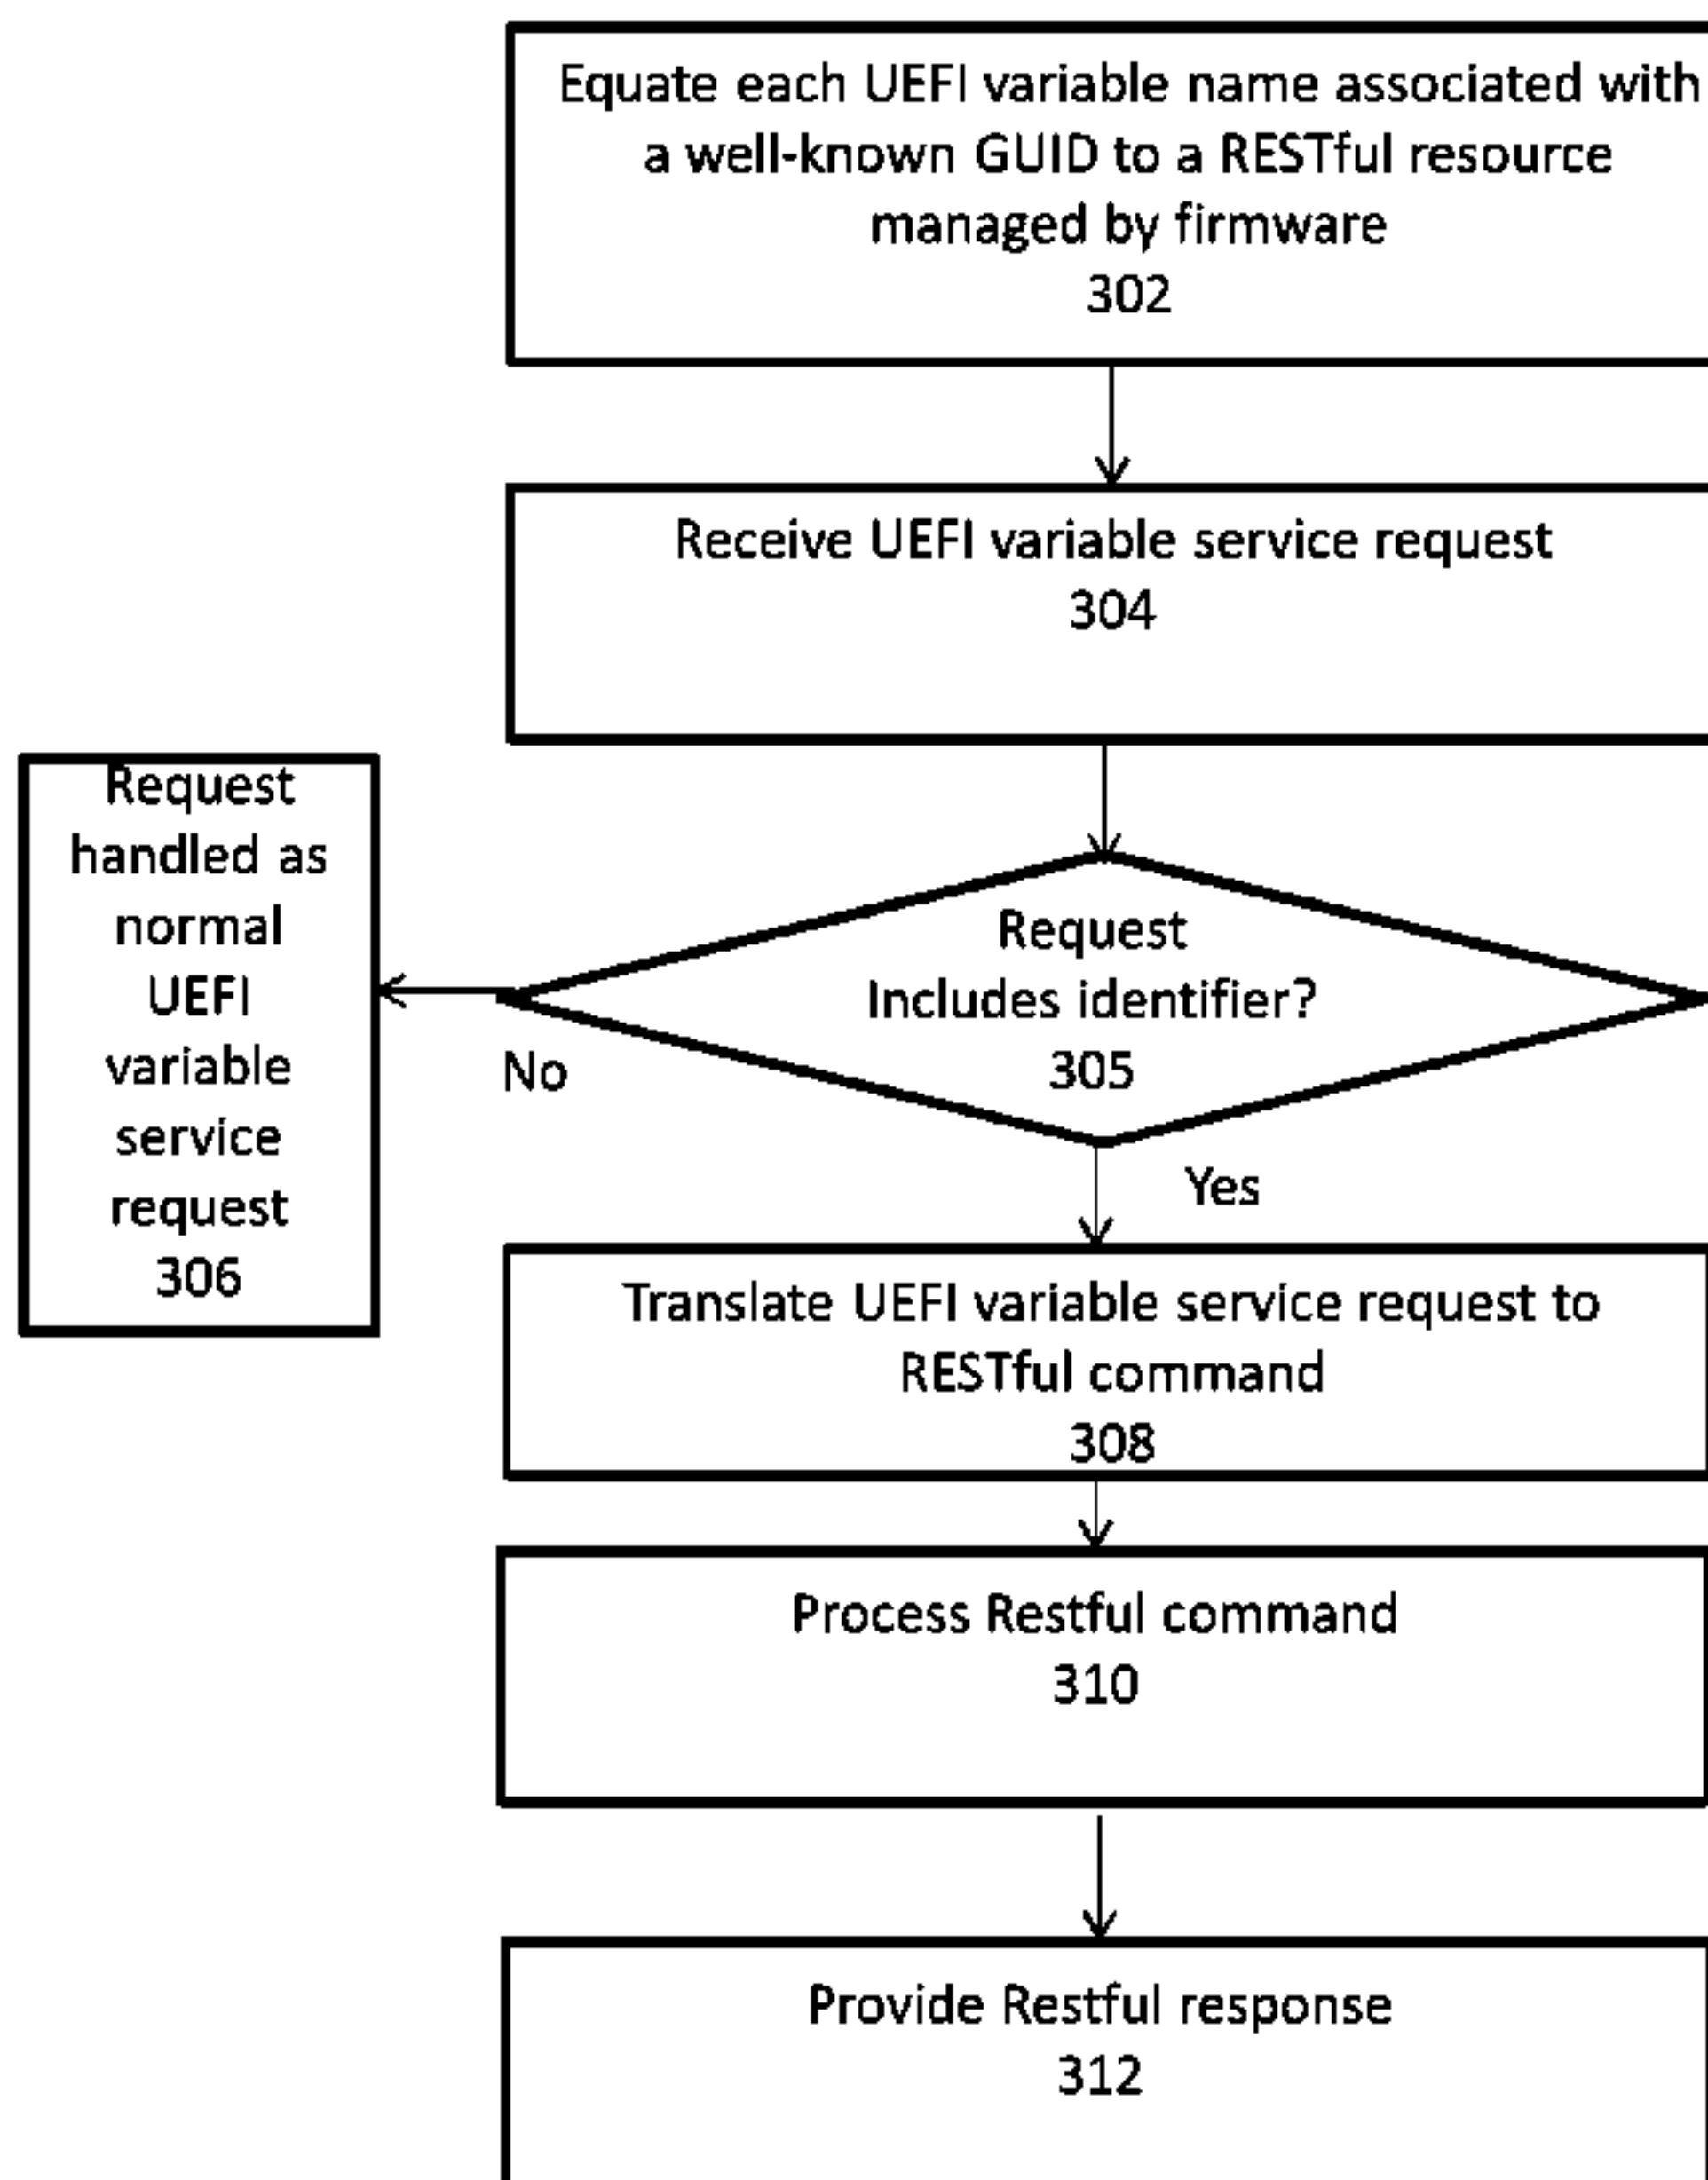 Equate each UEFI variable name associated with
a well-known GUID to a RESTful resource
managed by firmware
302
Receive UEFI variable service request
304
Request
Includes identifier?
305
No
Request
handled as
normal
UEFI
variable
service
request
306
Yes
Translate UEFI variable service request to
RESTful command
308
Process Restful command
310
Provide Restful response
312